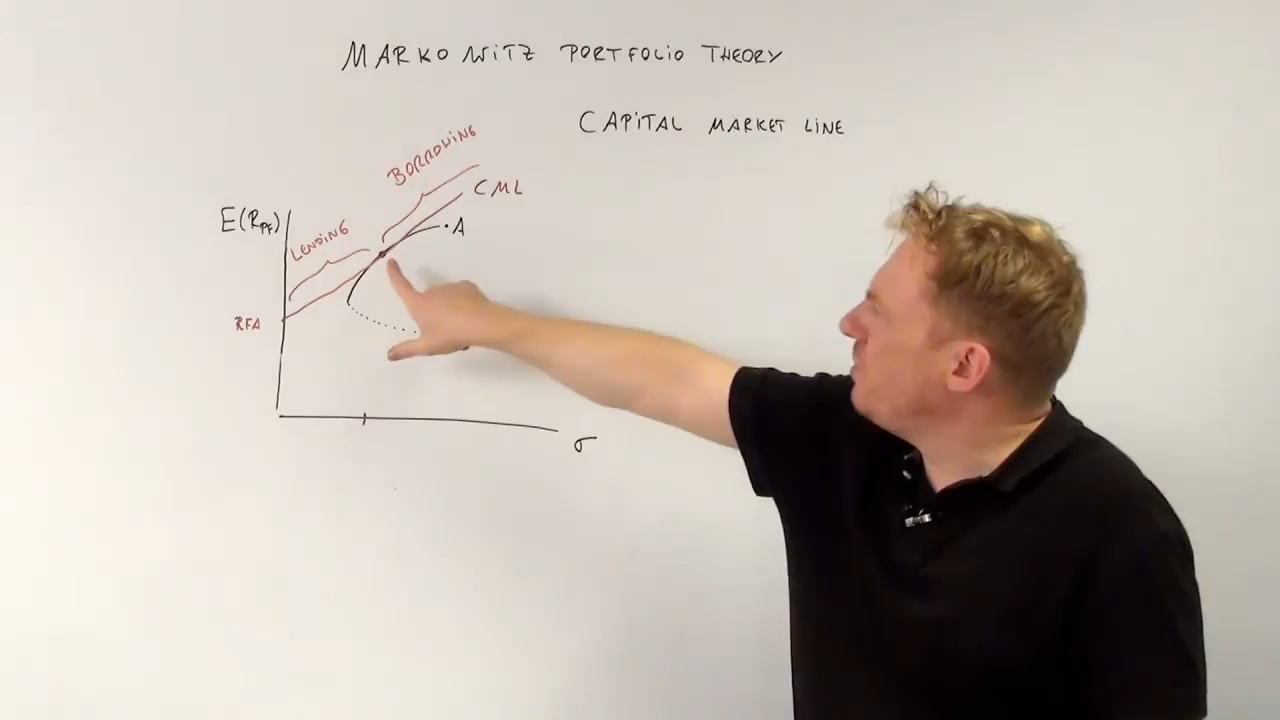 MARKOWITZ PORTFOLIO THEORY
CAPITAL MARKET LINE
BORROWING
CML
E(RPF)
LENDING
A
RFA
σ